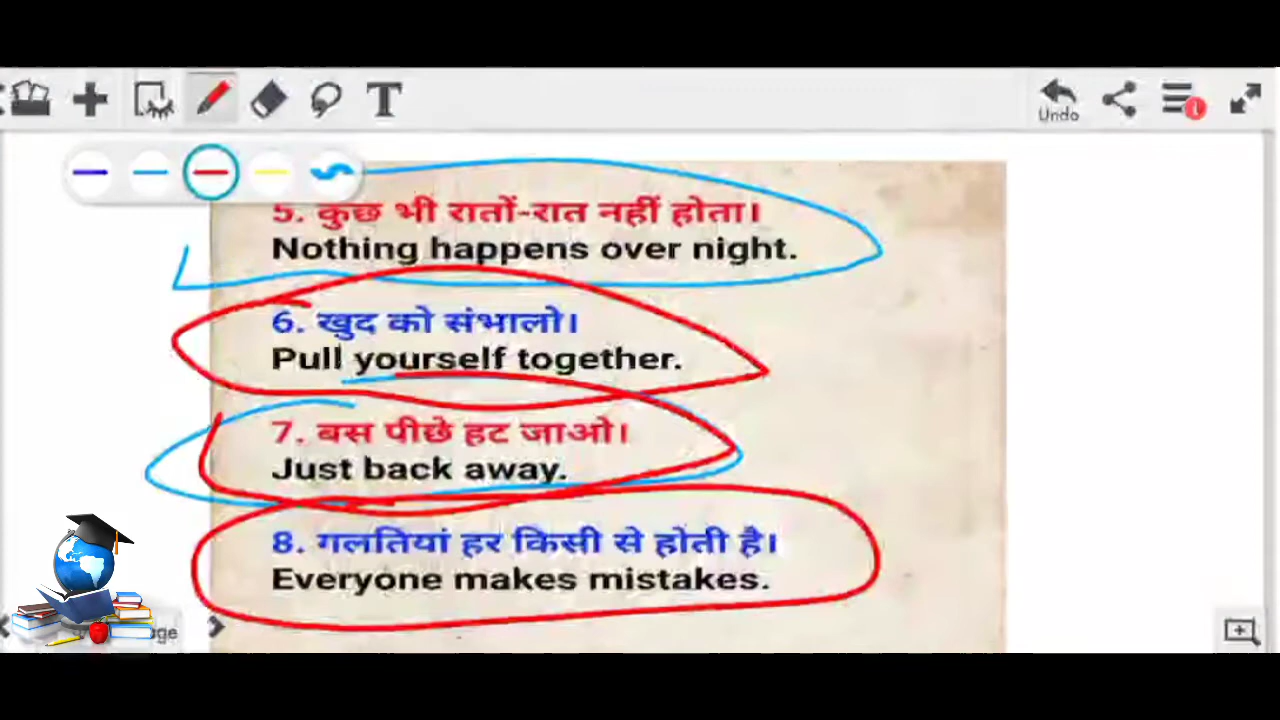 T
Undo
5. कुछ भी रातों-रात नहीं होता।
Nothing happens over night.
6. खुद को संभालो।
Pull yourself together.
7. बस पीछे हट जाओ।
Just back away.
8. गलतियां हर किसी से होती है।
Everyone makes mistakes.